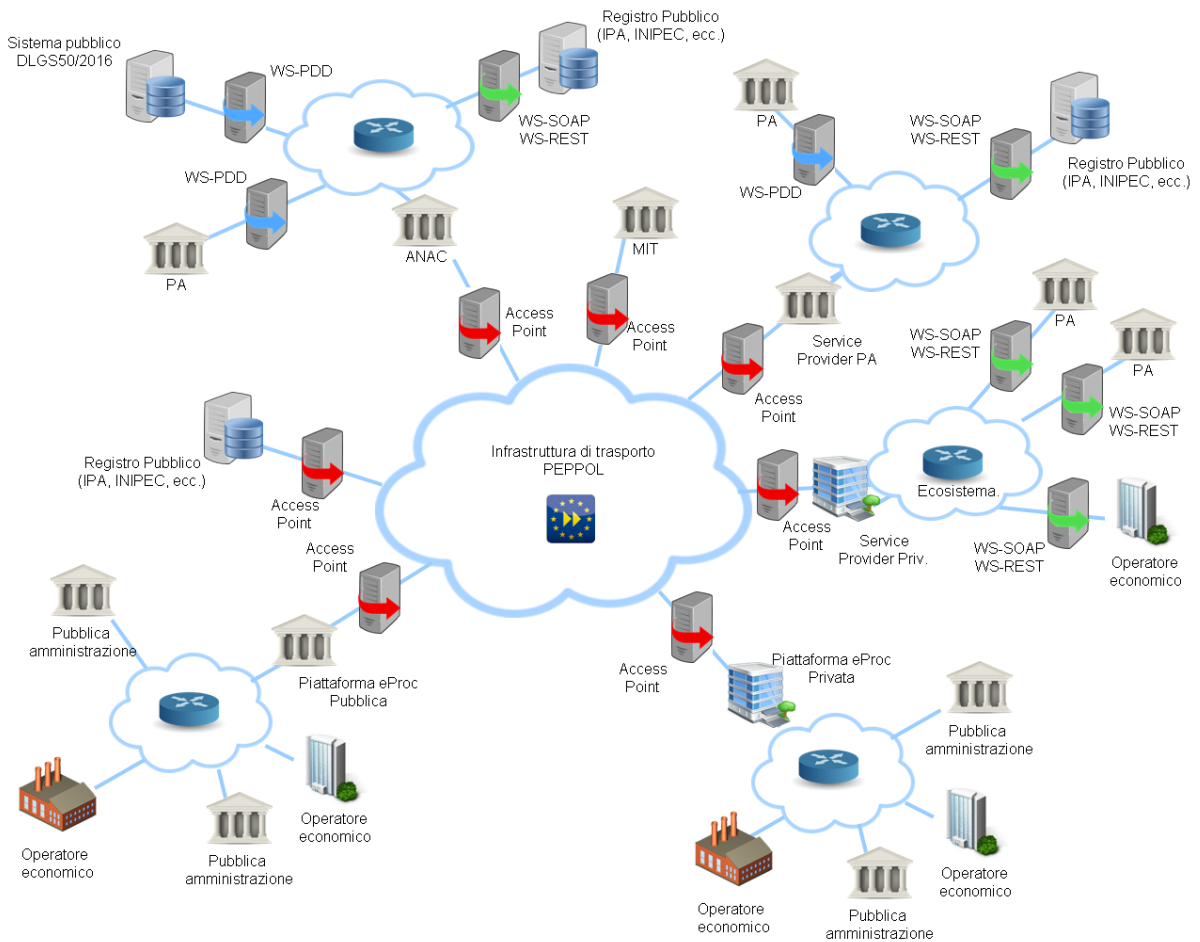 Sistema pubblico
DLGS50/2016
WS-PDD
Registro Pubblico
(IPA, INIPEC, ecc.)
WS-SOAP
WS-REST
WS-PDD
PA
ANAC
MIT
PA
WS-PDD
WS-SOAP
WS-REST
Registro Pubblico
(IPA, INIPEC, ecc.)
Access
Point
Access
Point
Service
Provider PA
Access
Point
WS-SOAP
WS-REST
PA
PA
WS-SOAP
WS-REST
Registro Pubblico
(IPA, INIPEC, ecc.)
Access
Point
Infrastruttura di trasporto
PEPPOL
Access
Point
Service
Provider Priv.
Ecosistema.
WS-SOAP
WS-REST
Operatore
economico
Access
Point
Pubblica
amministrazione
Piattaforma eProc
Pubblica
Operatore
economico
Pubblica
amministrazione
Operatore
economico
Access
Point
Piattaforma eProc
Privata
Pubblica
amministrazione
Operatore
economico
Pubblica
amministrazione
Operatore
economico